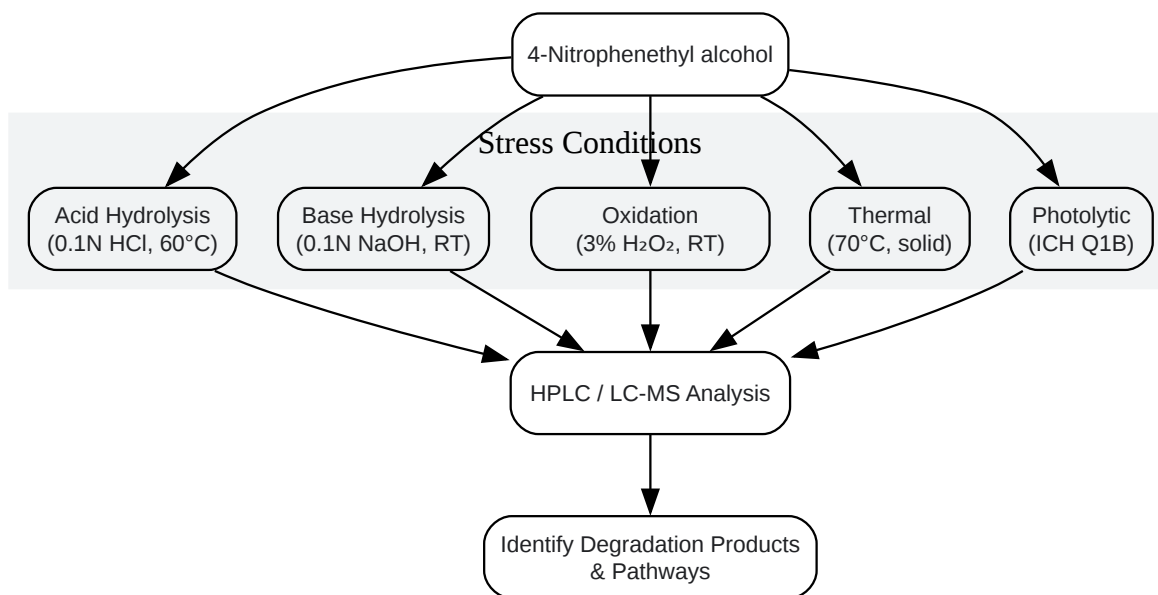 4-Nitrophenethyl alcohol
Stress Conditions
Acid Hydrolysis
(0.1N HCl, 60°C)
Base Hydrolysis
(0.1N NaOH, RT)
Oxidation
(3% H₂O₂, RT)
Thermal
(70°C, solid)
Photolytic
(ICH Q1B)
HPLC / LC-MS Analysis
Identify Degradation Products
& Pathways